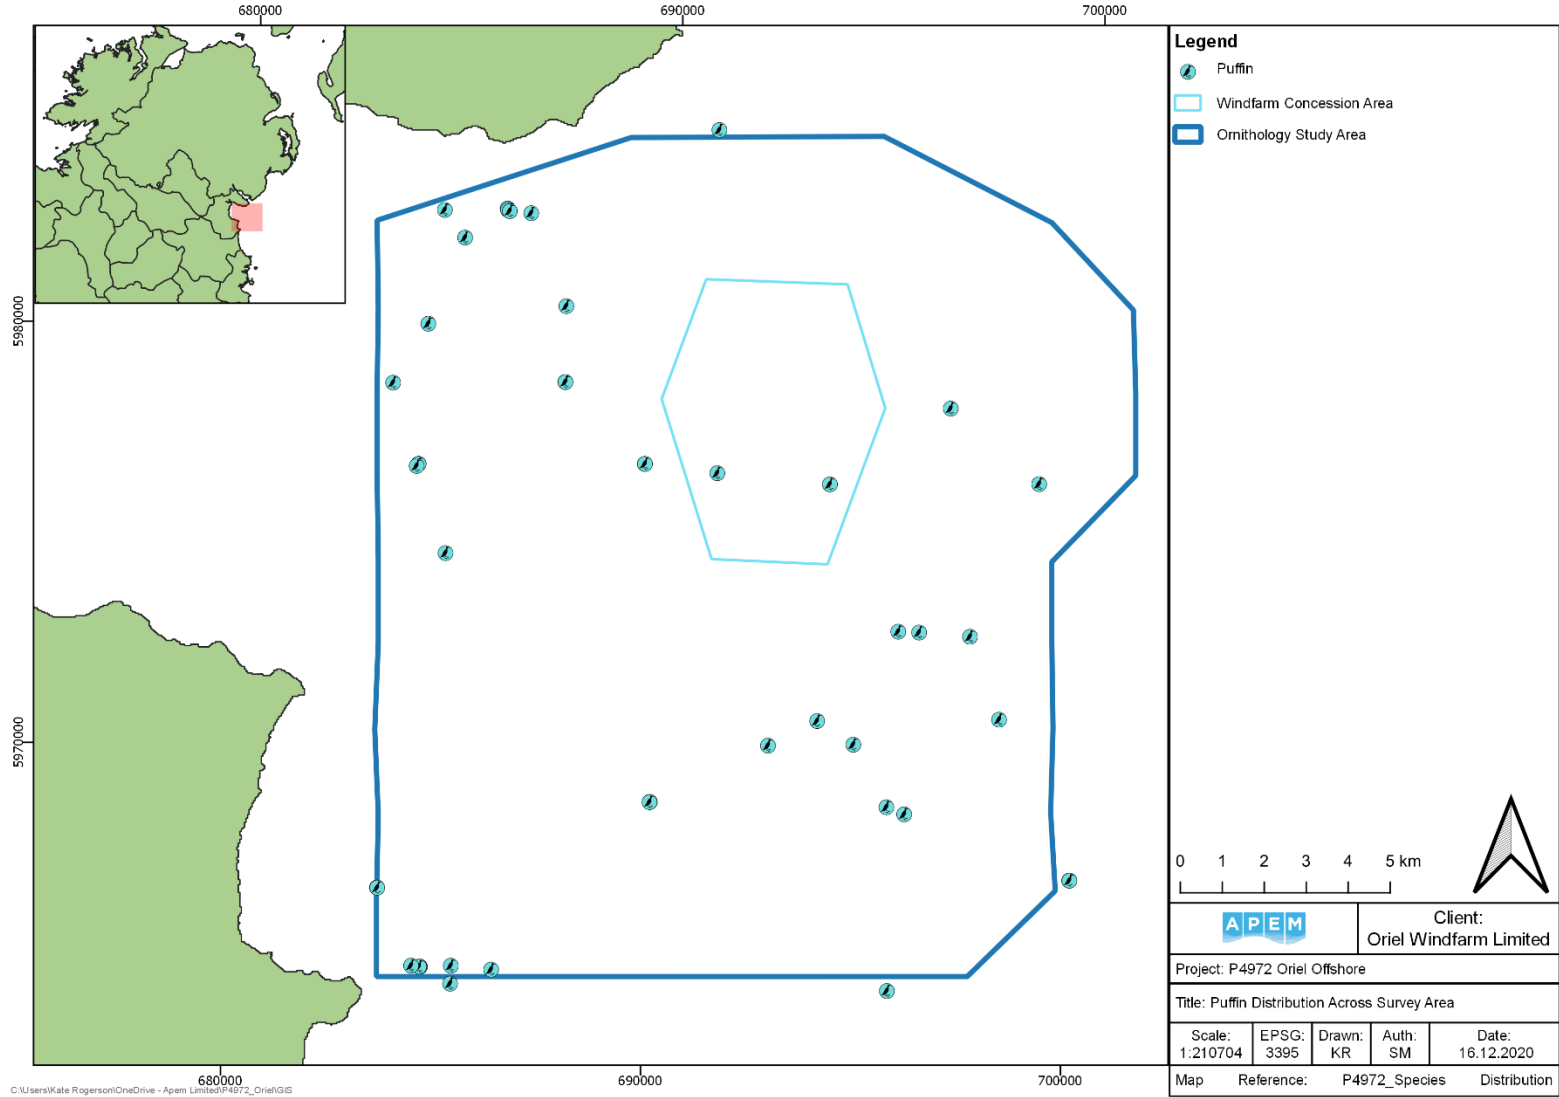 680000
690000
700000
5980000
5970000
680000
690000
700000
Legend
Puffin
Windfarm Concession Area
Ornithology Study Area
0 1 2 3 4 5 km
APEM
Client:
Oriel Windfarm Limited
Project: P4972 Oriel Offshore
Title: Puffin Distribution Across Survey Area
Scale:
1:210704
EPSG:
3395
Drawn:
KR
Auth:
SM
Date:
16.12.2020
Map Reference: P4972_Species Distribution
C:\Users\Kate Rogerson\OneDrive - Apem Limited\P4972_Oriel\GIS